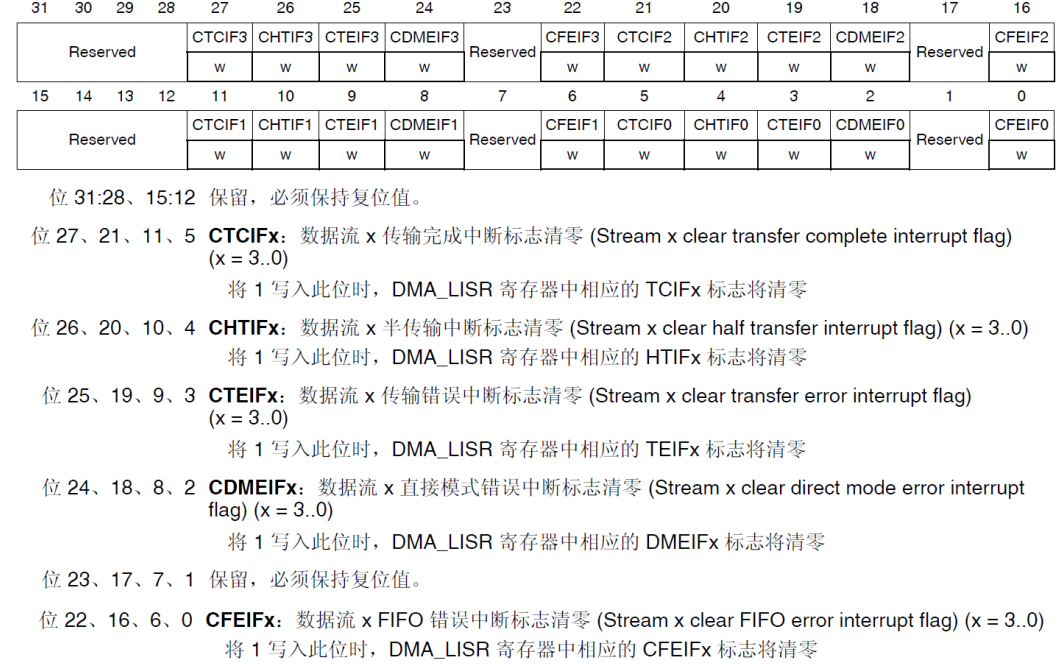 31 30 29 28 27 26 25 24 23 22 21 20 19 18 17 16
Reserved CTCIF3 CHTIF3 CTEIF3 CDMEIF3 Reserved CFEIF3 CTCIF2 CHTIF2 CTEIF2 CDMEIF2 Reserved CFEIF2
w w w w w w w w w w
15 14 13 12 11 10 9 8 7 6 5 4 3 2 1 0
Reserved CTCIF1 CHTIF1 CTEIF1 CDMEIF1 Reserved CFEIF1 CTCIF0 CHTIF0 CTEIF0 CDMEIF0 Reserved CFEIF0
w w w w w w w w w w
位 31:28、15:12 保留，必须保持复位值。
位 27、21、11、5 CTCIFx：数据流 x 传输完成中断标志清零 (Stream x clear transfer complete interrupt flag)
(x = 3..0)
将 1 写入此位时，DMA_LISR 寄存器中相应的 TCIFx 标志将清零
位 26、20、10、4 CHTIFx：数据流 x 半传输中断标志清零 (Stream x clear half transfer interrupt flag) (x = 3..0)
将 1 写入此位时，DMA_LISR 寄存器中相应的 HTIFx 标志将清零
位 25、19、9、3 CTEIFx：数据流 x 传输错误中断标志清零 (Stream x clear transfer error interrupt flag)
(x = 3..0)
将 1 写入此位时，DMA_LISR 寄存器中相应的 TEIFx 标志将清零
位 24、18、8、2 CDMEIFx：数据流 x 直接模式错误中断标志清零 (Stream x clear direct mode error interrupt
flag) (x = 3..0)
将 1 写入此位时，DMA_LISR 寄存器中相应的 DMEIFx 标志将清零
位 23、17、7、1 保留，必须保持复位值。
位 22、16、6、0 CFEIFx：数据流 x FIFO 错误中断标志清零 (Stream x clear FIFO error interrupt flag) (x = 3..0)
将 1 写入此位时，DMA_LISR 寄存器中相应的 CFEIFx 标志将清零